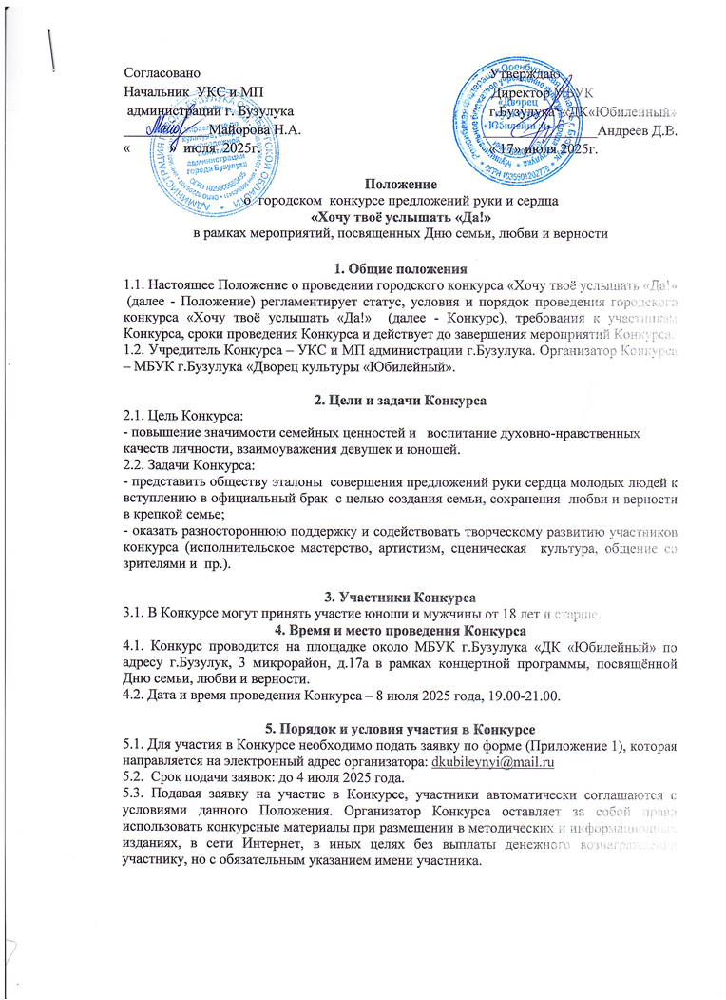 Согласовано
Начальник УКС и МП
администрации г. Бузулука
Майорова Н.А.
« » июля 2025г.
Утверждаю
Директор МБУК
г.Бузулука «ДК«Юбилейный»
Андреев Д.В.
«17» июля 2025г.
Положение
о городском конкурсе предложений руки и сердца
«Хочу твоё услышать «Да!»
в рамках мероприятий, посвященных Дню семьи, любви и верности
1. Общие положения
1.1. Настоящее Положение о проведении городского конкурса «Хочу твоё услышать «Да!»
(далее - Положение) регламентирует статус, условия и порядок проведения городского
конкурса «Хочу твоё услышать «Да!» (далее - Конкурс), требования к участникам
Конкурса, сроки проведения Конкурса и действует до завершения мероприятий Конкурса.
1.2. Учредитель Конкурса – УКС и МП администрации г.Бузулука. Организатор Конкурса
– МБУК г.Бузулука «Дворец культуры «Юбилейный».
2. Цели и задачи Конкурса
2.1. Цель Конкурса:
- повышение значимости семейных ценностей и воспитание духовно-нравственных
качеств личности, взаимоуважения девушек и юношей.
2.2. Задачи Конкурса:
- представить обществу эталоны совершения предложений руки сердца молодых людей к
вступлению в официальный брак с целью создания семьи, сохранения любви и верности
в крепкой семье;
- оказать разностороннюю поддержку и содействовать творческому развитию участников
конкурса (исполнительское мастерство, артистизм, сценическая культура, общение со
зрителями и пр.).
3. Участники Конкурса
3.1. В Конкурсе могут принять участие юноши и мужчины от 18 лет и старше.
4. Время и место проведения Конкурса
4.1. Конкурс проводится на площадке около МБУК г.Бузулука «ДК «Юбилейный» по
адресу г.Бузулук, 3 микрорайон, д.17а в рамках концертной программы, посвящённой
Дню семьи, любви и верности.
4.2. Дата и время проведения Конкурса – 8 июля 2025 года, 19.00-21.00.
5. Порядок и условия участия в Конкурсе
5.1. Для участия в Конкурсе необходимо подать заявку по форме (Приложение 1), которая
направляется на электронный адрес организатора: dkubileynyi@mail.ru
5.2. Срок подачи заявок: до 4 июля 2025 года.
5.3. Подавая заявку на участие в Конкурсе, участники автоматически соглашаются с
условиями данного Положения. Организатор Конкурса оставляет за собой право
использовать конкурсные материалы при размещении в методических и информационных
изданиях, в сети Интернет, в иных целях без выплаты денежного вознаграждения
участнику, но с обязательным указанием имени участника.